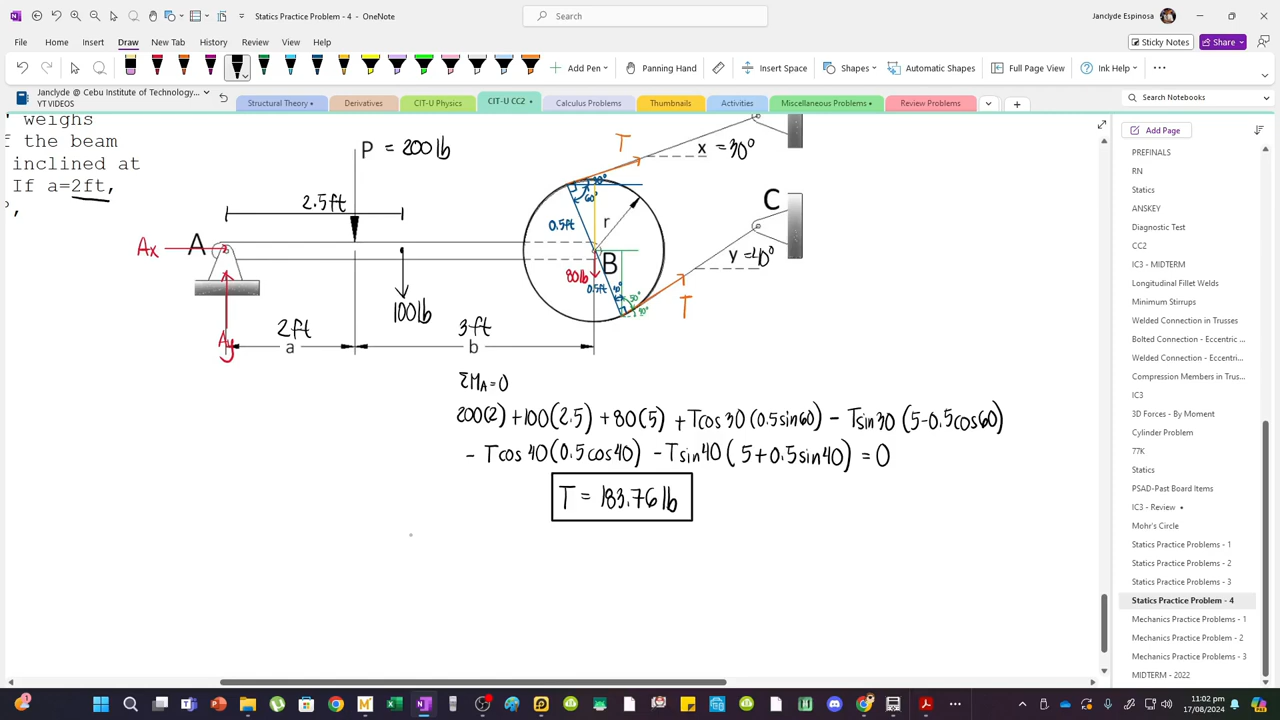 Statics Practice Problem - 4 - OneNote
Search
Janclyde Espinosa
File Home Insert Draw New Tab History Review View Help
Sticky Notes
Share
Add Pen
Panning Hand
Insert Space
Shapes
Automatic Shapes
Full Page View
Ink Help
Janclyde @ Cebu Institute of Technology...
YT VIDEOS
Structural Theory
Derivatives
CIT-U Physics
CIT-U CC2
Calculus Problems
Thumbnails
Activities
Miscellaneous Problems
Review Problems
Search Notebooks
weighs
f the beam
inclined at
If a=2ft,
P = 200lb
2.5ft
T
x = 30°
30°
60°
0.5ft
r
C
Ax
A
B
80lb
0.5ft
40°
50°
40°
y = 40°
T
100lb
Ay
2ft
a
3ft
b
ΣM_A = 0
200(2) + 100(2.5) + 80(5) + Tcos30(0.5sin60) - Tsin30(5-0.5cos60)
- Tcos40(0.5cos40) - Tsin40(5+0.5sin40) = 0
T = 183.76 lb
Add Page
PREFINALS
RN
Statics
ANSKEY
Diagnostic Test
CC2
IC3 - MIDTERM
Longitudinal Fillet Welds
Minimum Stirrups
Welded Connection in Trusses
Bolted Connection - Eccentric ...
Welded Connection - Eccentri...
Compression Members in Trus...
IC3
3D Forces - By Moment
Cylinder Problem
77K
Statics
PSAD-Past Board Items
IC3 - Review
Mohr's Circle
Statics Practice Problems - 1
Statics Practice Problems - 2
Statics Practice Problems - 3
Statics Practice Problem - 4
Mechanics Practice Problems - 1
Mechanics Practice Problem - 2
Mechanics Practice Problems - 3
MIDTERM - 2022
11:02 pm
17/08/2024